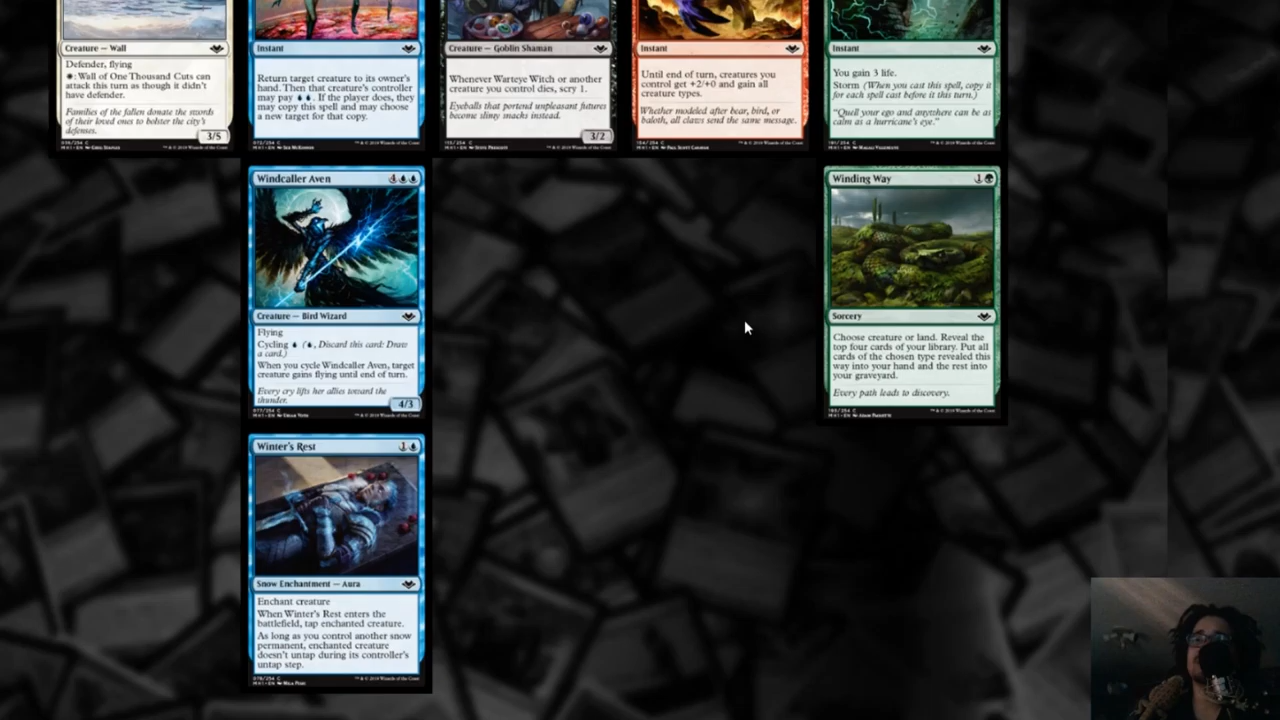 Creature — Wall
Defender, flying
: Wall of One Thousand Cuts can
attack this turn as though it didn't
have defender.
Families of the fallen donate the swords
of their loved ones to bolster the city's
defenses.
3/5
Instant
Return target creature to its owner's
hand. Then that creature's controller
may pay . If the player does, they
may copy this spell and may choose
a new target for that copy.
Creature — Goblin Shaman
Whenever Warteye Witch or another
creature you control dies, scry 1.
Eyeballs that portend unpleasant futures
become slimy snacks instead.
3/2
Instant
Until end of turn, creatures you
control get +2/+0 and gain all
creature types.
Whether modeled after bear, bird, or
baloth, all claws send the same message.
Instant
You gain 3 life.
Storm (When you cast this spell, copy it
for each spell cast before it this turn.)
"Quell your ego and anywhere can be as
calm as a hurricane's eye."
Windcaller Aven 4
Creature — Bird Wizard
Flying
Cycling (, Discard this card: Draw
a card.)
When you cycle Windcaller Aven, target
creature gains flying until end of turn.
Every cry lifts her allies toward the
thunder.
4/3
Winding Way 1
Sorcery
Choose creature or land. Reveal the
top four cards of your library. Put all
cards of the chosen type revealed this
way into your hand and the rest into
your graveyard.
Every path leads to discovery.
Winter's Rest 1
Snow Enchantment — Aura
Enchant creature
When Winter's Rest enters the
battlefield, tap enchanted creature.
As long as you control another snow
permanent, enchanted creature
doesn't untap during its controller's
untap step.